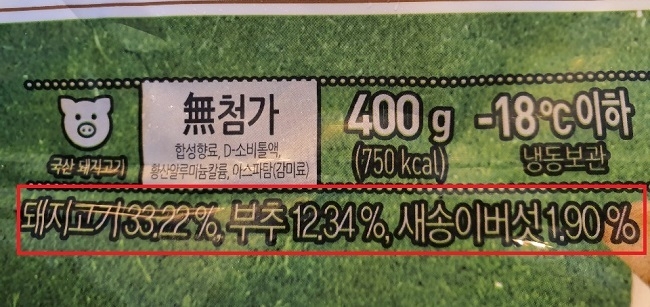 국산 돼지고기
無첨가
합성향료, D-소비톨액,
황산알루미늄칼륨, 아스파탐(감미료)
400 g
(750 kcal)
-18℃이하
냉동보관
돼지고기 33.22 %, 부추 12.34 %, 새송이버섯 1.90 %